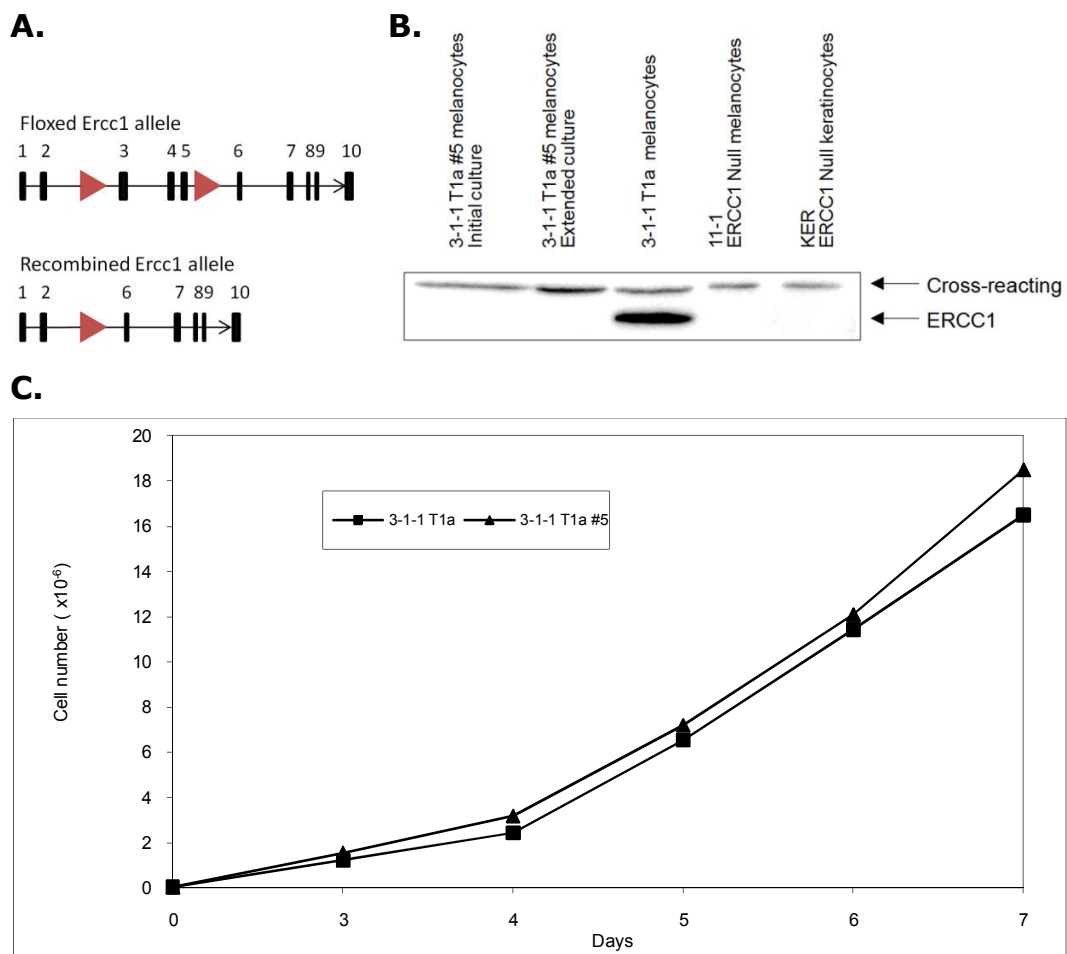 A.
Floxed Ercc1 allele
1 2 3 4 5 6 7 8 9 10
Recombined Ercc1 allele
1 2 6 7 8 9 10
B.
3-1-1 T1a #5 melanocytes
Initial culture
3-1-1 T1a #5 melanocytes
Extended culture
3-1-1 T1a melanocytes
11-1
ERCC1 Null melanocytes
KER
ERCC1 Null keratinocytes
Cross-reacting
ERCC1
C.
20
18
16
14
12
10
8
6
4
2
0
Cell number ( x10⁻⁶)
3-1-1 T1a
3-1-1 T1a #5
0 3 4 5 6 7
Days